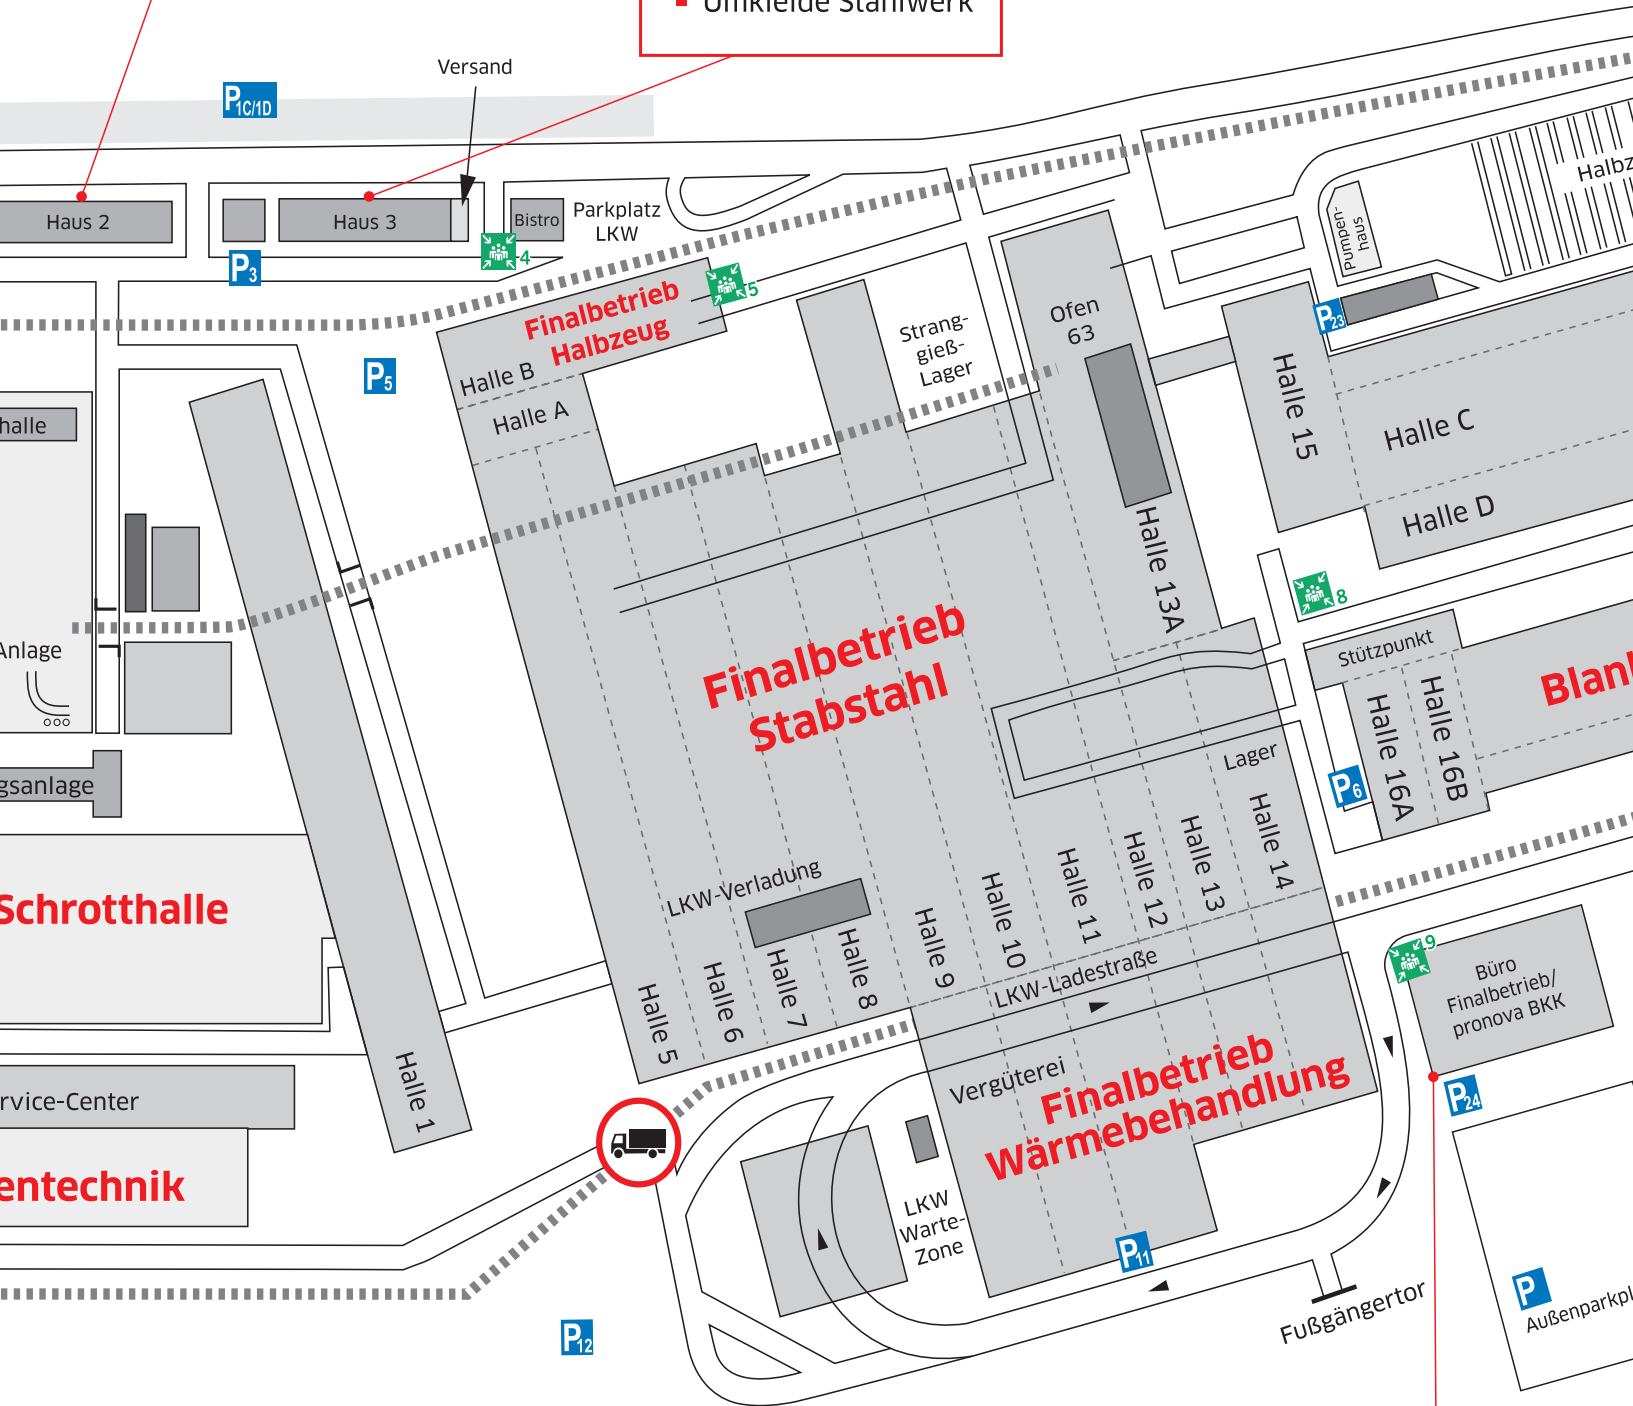 Umkleide Stahlwerk
Versand
P1C/1D
Haus 2
Haus 3
Bistro
Parkplatz
LKW
4
P3
5
Finalbetrieb
Halbzeug
Halle B
Halle A
P5
Strang-
gieß-
Lager
Ofen
63
Pumpen-
haus
Halbz
P23
Halle 15
Halle C
Halle D
halle
Halle 13A
8
Anlage
Stützpunkt
Finalbetrieb
Stabstahl
Blank
Halle 16A
Halle 16B
P6
Lager
gsanlage
Schrotthalle
LKW-Verladung
Halle 5
Halle 6
Halle 7
Halle 8
Halle 9
Halle 10
Halle 11
Halle 12
Halle 13
Halle 14
LKW-Ladestraße
9
Büro
Finalbetrieb/
pronova BKK
P24
Halle 1
rvice-Center
entechnik
Vergüterei
Finalbetrieb
Wärmebehandlung
LKW
Warte-
Zone
P11
P12
Fußgängertor
P
Außenparkpl